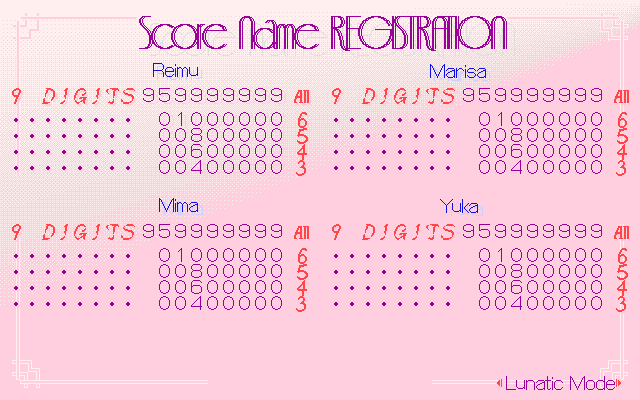 Score Name REGISTRATION
Reimu Marisa
9 DIGITS 959999999 All 9 DIGITS 959999999 All
········ 01000000 6 ········ 01000000 6
········ 00800000 5 ········ 00800000 5
········ 00600000 4 ········ 00600000 4
········ 00400000 3 ········ 00400000 3
Mima Yuka
9 DIGITS 959999999 All 9 DIGITS 959999999 All
········ 01000000 6 ········ 01000000 6
········ 00800000 5 ········ 00800000 5
········ 00600000 4 ········ 00600000 4
········ 00400000 3 ········ 00400000 3
Lunatic Mode